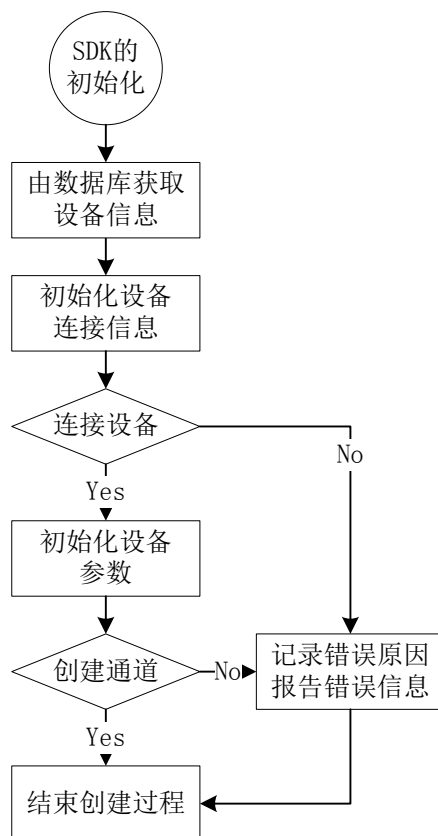 SDK的
初始化
由数据库获取
设备信息
初始化设备
连接信息
连接设备
No
Yes
初始化设备
参数
创建通道
No
记录错误原因
报告错误信息
Yes
结束创建过程